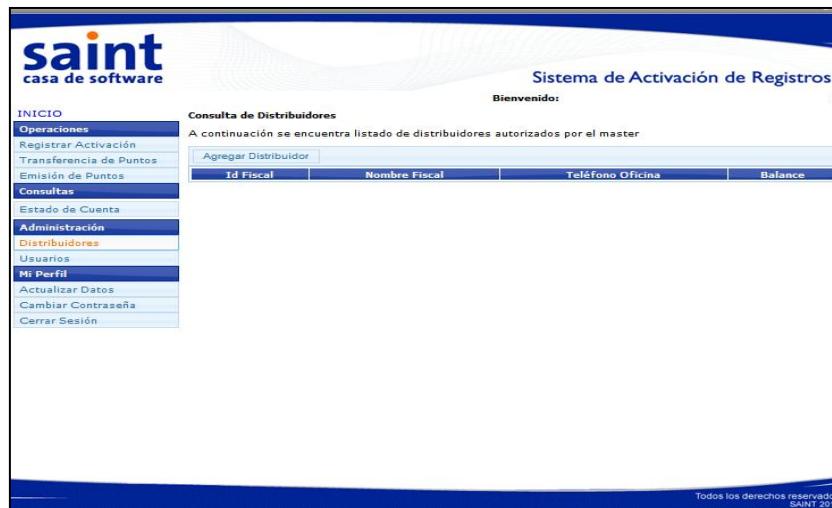 saint
casa de software
Sistema de Activación de Registros
Bienvenido:
INICIO
Operaciones
Registrar Activación
Transferencia de Puntos
Emisión de Puntos
Consultas
Estado de Cuenta
Administración
Distribuidores
Usuarios
Mi Perfil
Actualizar Datos
Cambiar Contraseña
Cerrar Sesión
Consulta de Distribuidores
A continuación se encuentra listado de distribuidores autorizados por el master
Agregar Distribuidor
Id Fiscal Nombre Fiscal Teléfono Oficina Balance
Todos los derechos reservado
SAINT 201